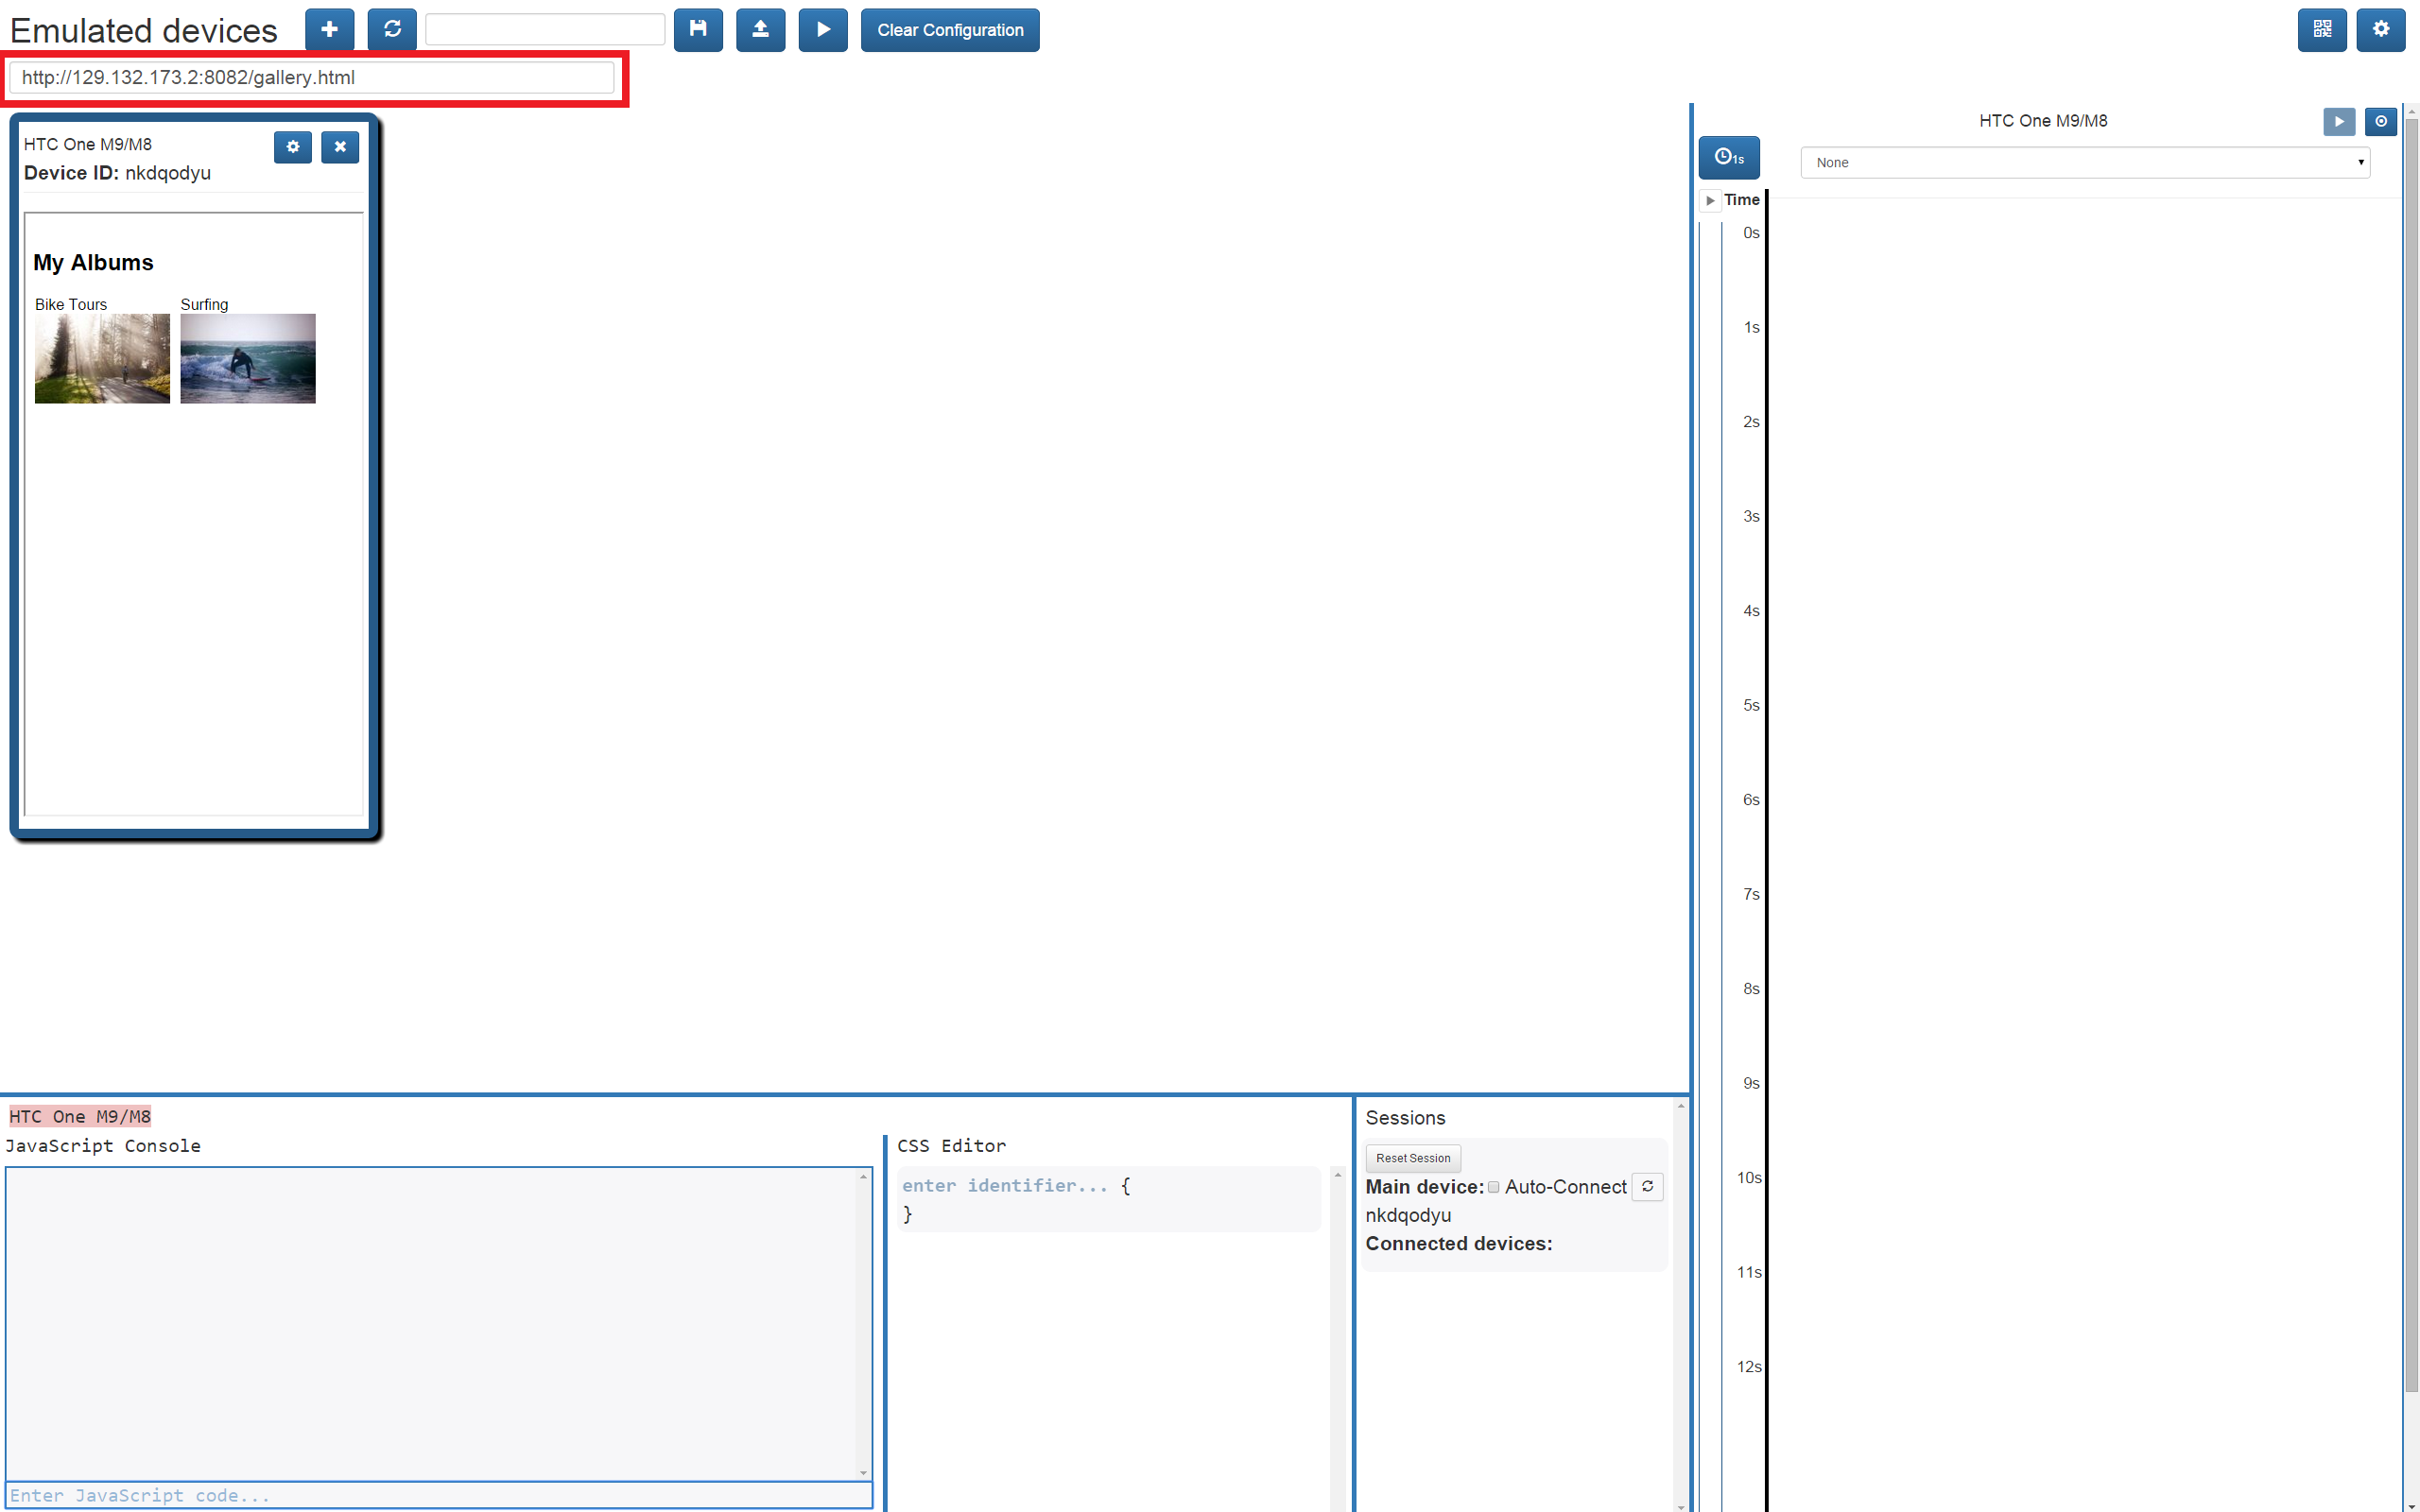 Emulated devices
Clear Configuration
http://129.132.173.2:8082/gallery.html
HTC One M9/M8
Device ID: nkdqodyu
My Albums
Bike Tours
Surfing
HTC One M9/M8
1s
None
Time
0s
1s
2s
3s
4s
5s
6s
7s
8s
9s
10s
11s
12s
HTC One M9/M8
JavaScript Console
Enter JavaScript code...
CSS Editor
enter identifier... {
}
Sessions
Reset Session
Main device: Auto-Connect
nkdqodyu
Connected devices: